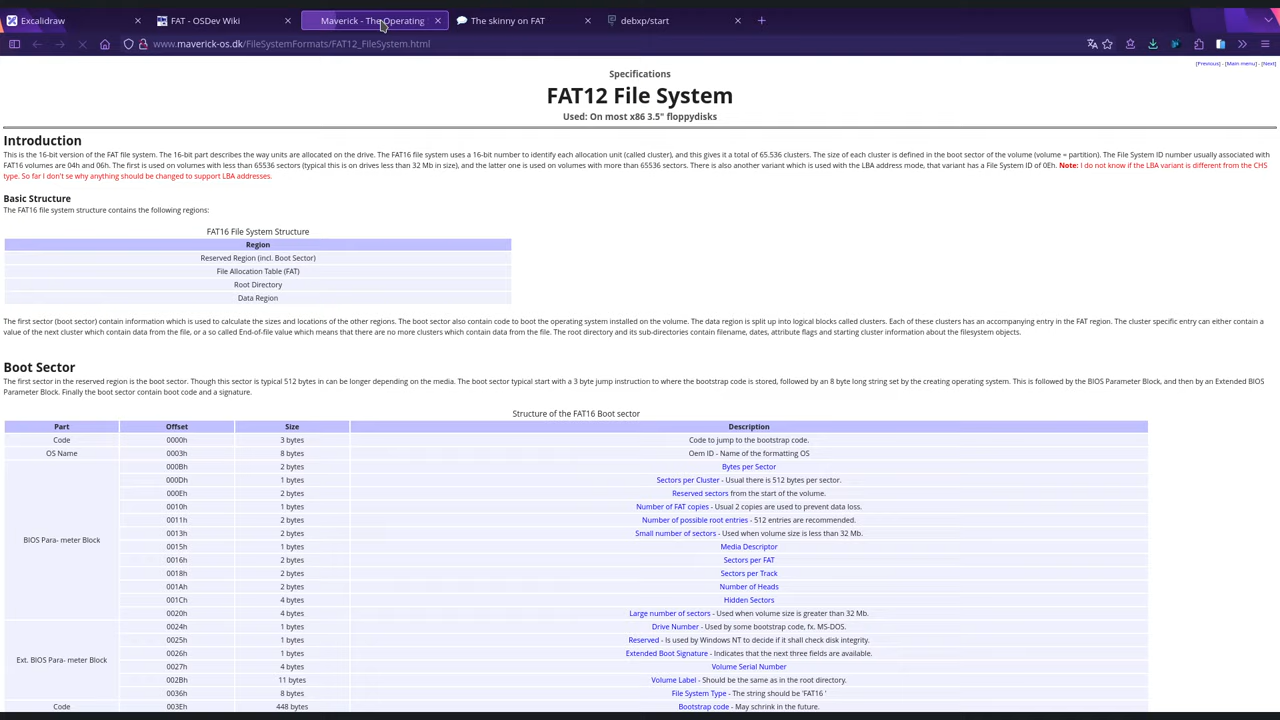 Excalidraw
FAT - OSDev Wiki
Maverick - The Operating
The skinny on FAT
debxp/start
www.maverick-os.dk/FileSystemFormats/FAT12_FileSystem.html
[Previous] - [Main menu] - [Next]
Specifications
FAT12 File System
Used: On most x86 3.5" floppydisks
Introduction
This is the 16-bit version of the FAT file system. The 16-bit part describes the way units are allocated on the drive. The FAT16 file system uses a 16-bit number to identify each allocation unit (called cluster), and this gives it a total of 65.536 clusters. The size of each cluster is defined in the boot sector of the volume (volume = partition). The File System ID number usually associated with
FAT16 volumes are 04h and 06h. The first is used on volumes with less than 65536 sectors (typical this is on drives less than 32 Mb in size), and the latter one is used on volumes with more than 65536 sectors. There is also another variant which is used with the LBA address mode, that variant has a File System ID of 0Eh. Note: I do not know if the LBA variant is different from the CHS
type. So far I don't se why anything should be changed to support LBA addresses.
Basic Structure
The FAT16 file system structure contains the following regions:
FAT16 File System Structure
Region
Reserved Region (incl. Boot Sector)
File Allocation Table (FAT)
Root Directory
Data Region
The first sector (boot sector) contain information which is used to calculate the sizes and locations of the other regions. The boot sector also contain code to boot the operating system installed on the volume. The data region is split up into logical blocks called clusters. Each of these clusters has an accompanying entry in the FAT region. The cluster specific entry can either contain a
value of the next cluster which contain data from the file, or a so called End-of-file value which means that there are no more clusters which contain data from the file. The root directory and its sub-directories contain filename, dates, attribute flags and starting cluster information about the filesystem objects.
Boot Sector
The first sector in the reserved region is the boot sector. Though this sector is typical 512 bytes in can be longer depending on the media. The boot sector typical start with a 3 byte jump instruction to where the bootstrap code is stored, followed by an 8 byte long string set by the creating operating system. This is followed by the BIOS Parameter Block, and then by an Extended BIOS
Parameter Block. Finally the boot sector contain boot code and a signature.
Structure of the FAT16 Boot sector
Part Offset Size Description
Code 0000h 3 bytes Code to jump to the bootstrap code.
OS Name 0003h 8 bytes Oem ID - Name of the formatting OS
000Bh 2 bytes Bytes per Sector
000Dh 1 bytes Sectors per Cluster - Usual there is 512 bytes per sector.
000Eh 2 bytes Reserved sectors from the start of the volume.
0010h 1 bytes Number of FAT copies - Usual 2 copies are used to prevent data loss.
0011h 2 bytes Number of possible root entries - 512 entries are recommended.
0013h 2 bytes Small number of sectors - Used when volume size is less than 32 Mb.
BIOS Para- meter Block
0015h 1 bytes Media Descriptor
0016h 2 bytes Sectors per FAT
0018h 2 bytes Sectors per Track
001Ah 2 bytes Number of Heads
001Ch 4 bytes Hidden Sectors
0020h 4 bytes Large number of sectors - Used when volume size is greater than 32 Mb.
0024h 1 bytes Drive Number - Used by some bootstrap code, fx. MS-DOS.
0025h 1 bytes Reserved - Is used by Windows NT to decide if it shall check disk integrity.
0026h 1 bytes Extended Boot Signature - Indicates that the next three fields are available.
Ext. BIOS Para- meter Block
0027h 4 bytes Volume Serial Number
002Bh 11 bytes Volume Label - Should be the same as in the root directory.
0036h 8 bytes File System Type - The string should be 'FAT16 '
Code 003Eh 448 bytes Bootstrap code - May schrink in the future.